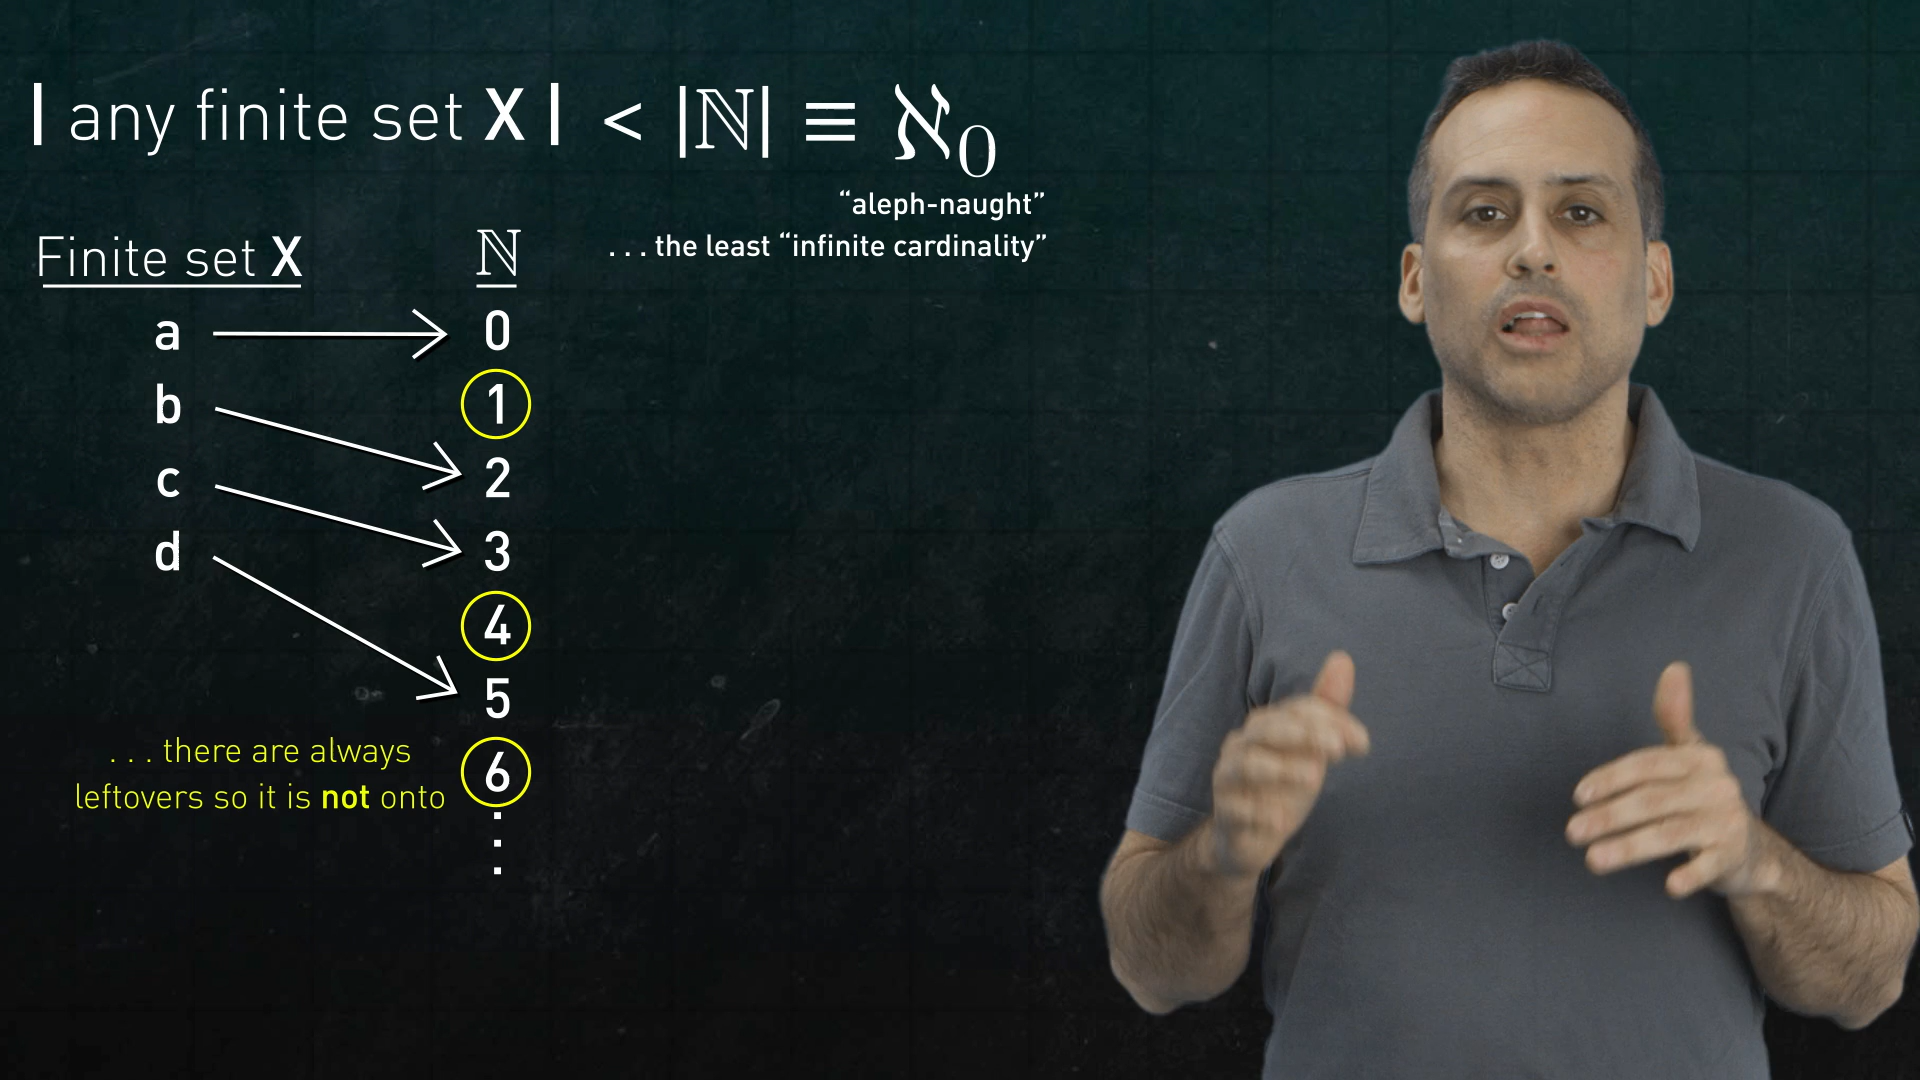 | any finite set X | < |ℕ| ≡ ℵ₀
“aleph-naught”
. . . the least “infinite cardinality”
Finite set X
ℕ
a
0
b
1
2
c
3
d
4
5
6
. . . there are always
leftovers so it is not onto